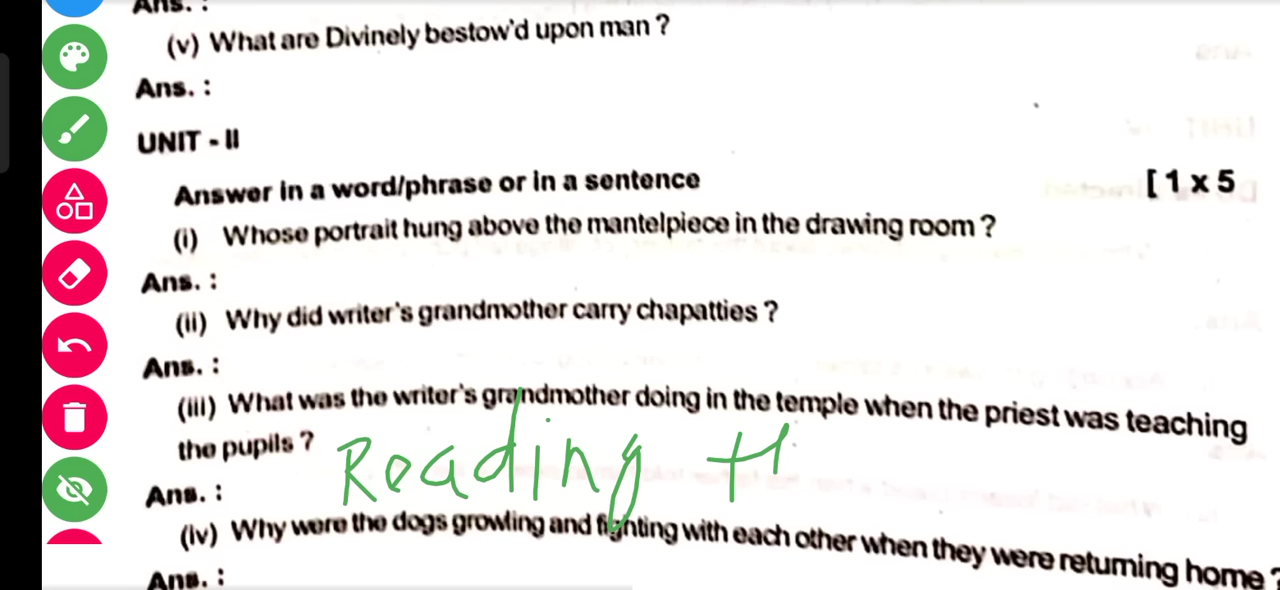 Ans. :
(v) What are Divinely bestow'd upon man ?
Ans. :
UNIT - II
Answer in a word/phrase or in a sentence [ 1 x 5
(i) Whose portrait hung above the mantelpiece in the drawing room ?
Ans. :
(ii) Why did writer's grandmother carry chapatties ?
Ans. :
(iii) What was the writer's grandmother doing in the temple when the priest was teaching
the pupils ? Reading th
Ans. :
(iv) Why were the dogs growling and fighting with each other when they were returning home ?
Ans. :